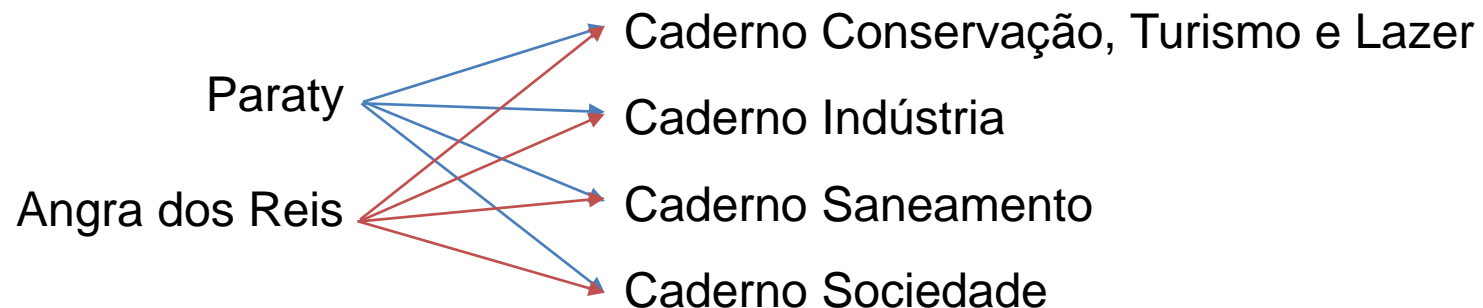 Caderno Conservação, Turismo e Lazer
Paraty
Caderno Indústria
Angra dos Reis
Caderno Saneamento
Caderno Sociedade